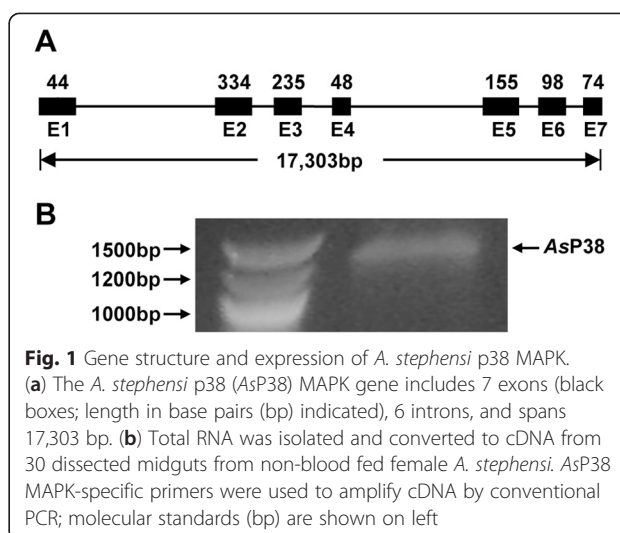 A
44 334 235 48 155 98 74
E1 E2 E3 E4 E5 E6 E7
17,303bp
B
1500bp
AsP38
1200bp
1000bp
Fig. 1 Gene structure and expression of A. stephensi p38 MAPK.
(a) The A. stephensi p38 (AsP38) MAPK gene includes 7 exons (black
boxes; length in base pairs (bp) indicated), 6 introns, and spans
17,303 bp. (b) Total RNA was isolated and converted to cDNA from
30 dissected midguts from non-blood fed female A. stephensi. AsP38
MAPK-specific primers were used to amplify cDNA by conventional
PCR; molecular standards (bp) are shown on left